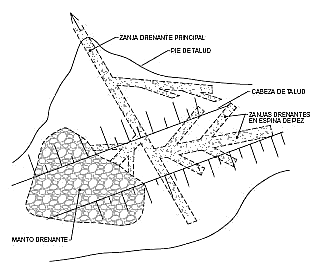 ZANJA DRENANTE PRINCIPAL
PIE DE TALUD
CABEZA DE TALUD
ZANJAS DRENANTES
EN ESPINA DE PEZ
MANTO DRENANTE